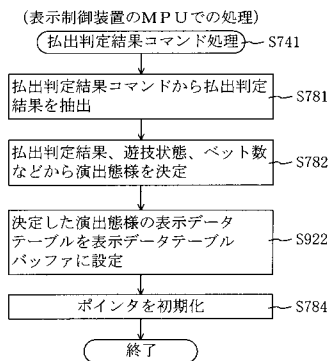 (表示制御装置のMPUでの処理)
払出判定結果コマンド処理
S741
払出判定結果コマンドから払出判定
結果を抽出
S781
払出判定結果、遊技状態、ベット数
などから演出態様を決定
S782
決定した演出態様の表示データ
テーブルを表示データテーブル
バッファに設定
S922
ポインタを初期化
S784
終了